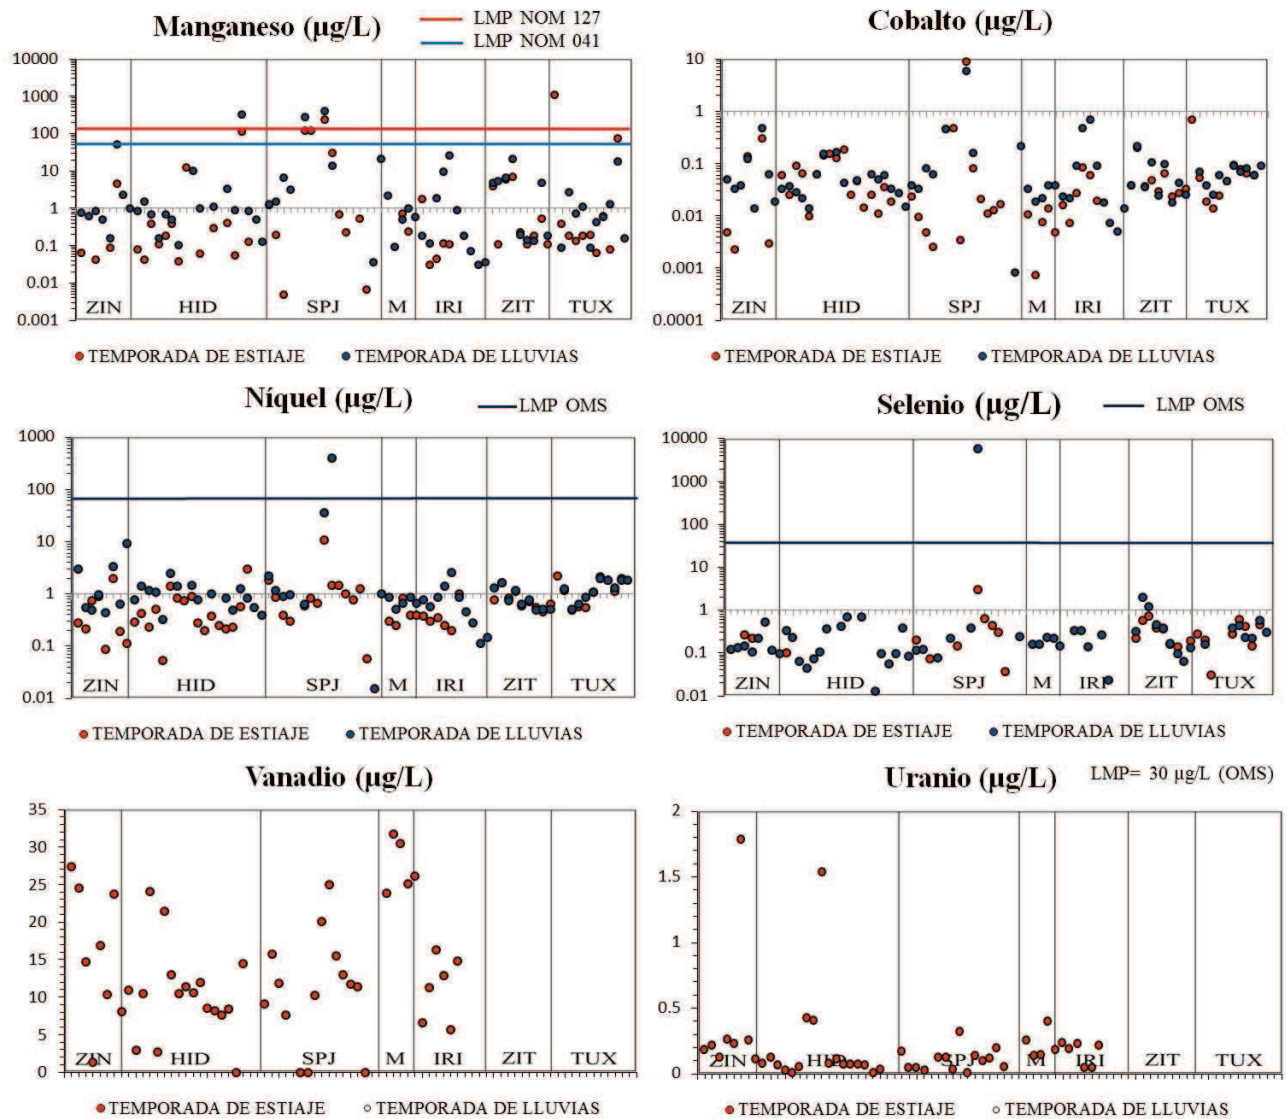 Manganeso (µg/L)
LMP NOM 127
LMP NOM 041
10000
1000
100
10
1
0.1
0.01
0.001
ZIN HID SPJ M IRI ZIT TUX
TEMPORADA DE ESTIAJE TEMPORADA DE LLUVIAS
Cobalto (µg/L)
10
1
0.1
0.01
0.001
0.0001
ZIN HID SPJ M IRI ZIT TUX
TEMPORADA DE ESTIAJE TEMPORADA DE LLUVIAS
Níquel (µg/L)
LMP OMS
1000
100
10
1
0.1
0.01
ZIN HID SPJ M IRI ZIT TUX
TEMPORADA DE ESTIAJE TEMPORADA DE LLUVIAS
Selenio (µg/L)
LMP OMS
10000
1000
100
10
1
0.1
0.01
ZIN HID SPJ M IRI ZIT TUX
TEMPORADA DE ESTIAJE TEMPORADA DE LLUVIAS
Vanadio (µg/L)
35
30
25
20
15
10
5
0
ZIN HID SPJ M IRI ZIT TUX
TEMPORADA DE ESTIAJE TEMPORADA DE LLUVIAS
Uranio (µg/L)
LMP= 30 µg/L (OMS)
2
1.5
1
0.5
0
ZIN HID SPJ M IRI ZIT TUX
TEMPORADA DE ESTIAJE TEMPORADA DE LLUVIAS